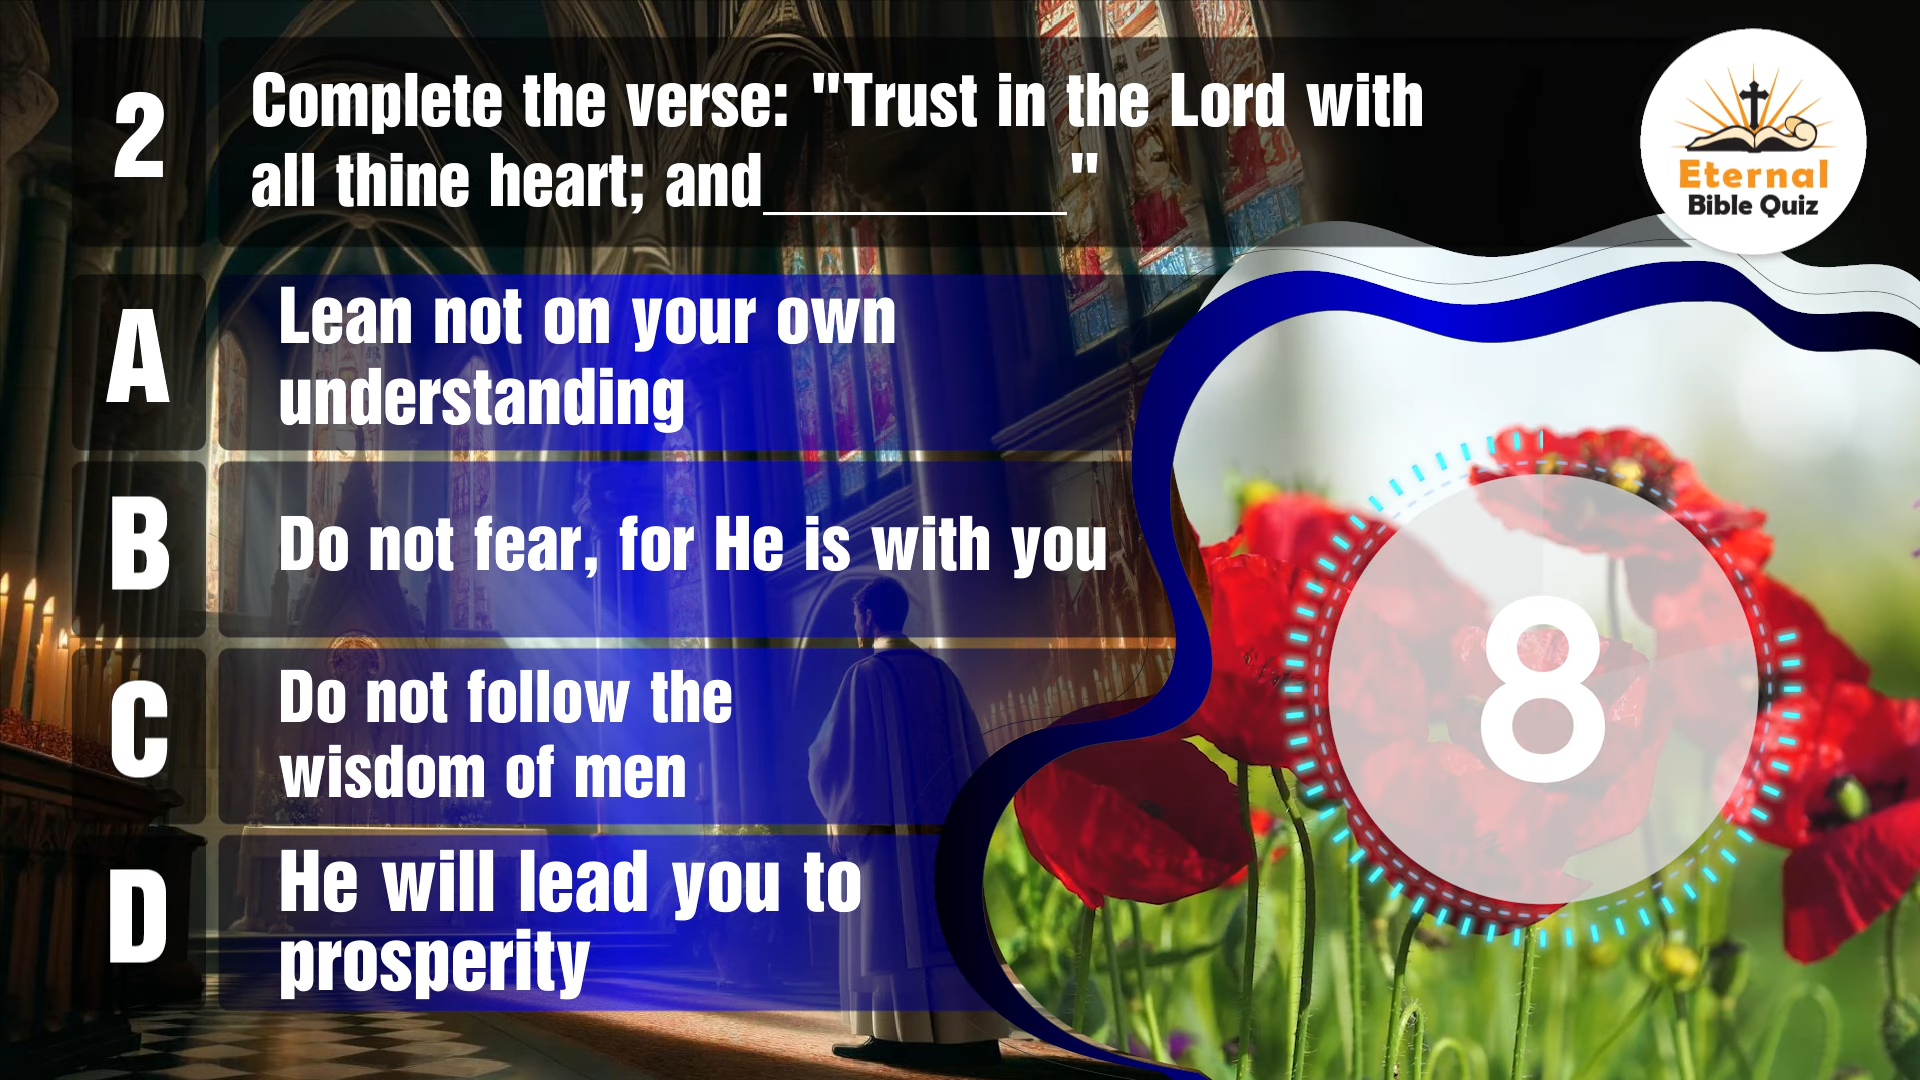 2
Complete the verse: "Trust in the Lord with
all thine heart; and___________"
Eternal
Bible Quiz
A
Lean not on your own
understanding
B
Do not fear, for He is with you
C
Do not follow the
wisdom of men
D
He will lead you to
prosperity
8